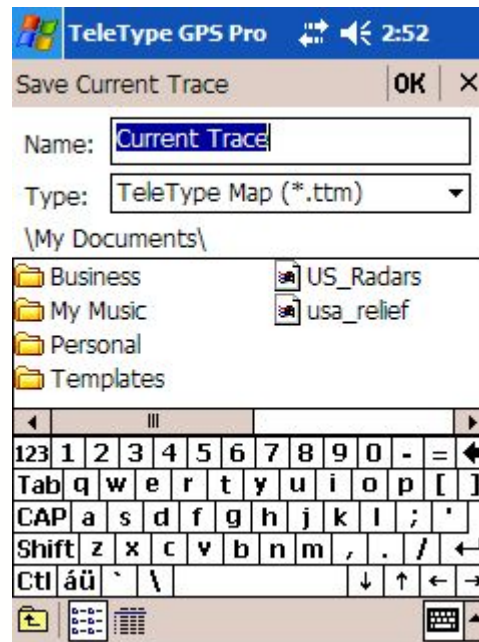 TeleType GPS Pro 2:52
Save Current Trace OK ×
Name: Current Trace
Type: TeleType Map (*.ttm)
\My Documents\
Business US_Radars
My Music usa_relief
Personal
Templates
123 1 2 3 4 5 6 7 8 9 0 - =
Tab q w e r t y u i o p [ ]
CAP a s d f g h j k l ; '
Shift z x c v b n m , . /
Ctl áü ` \ ↓ ↑ ← →